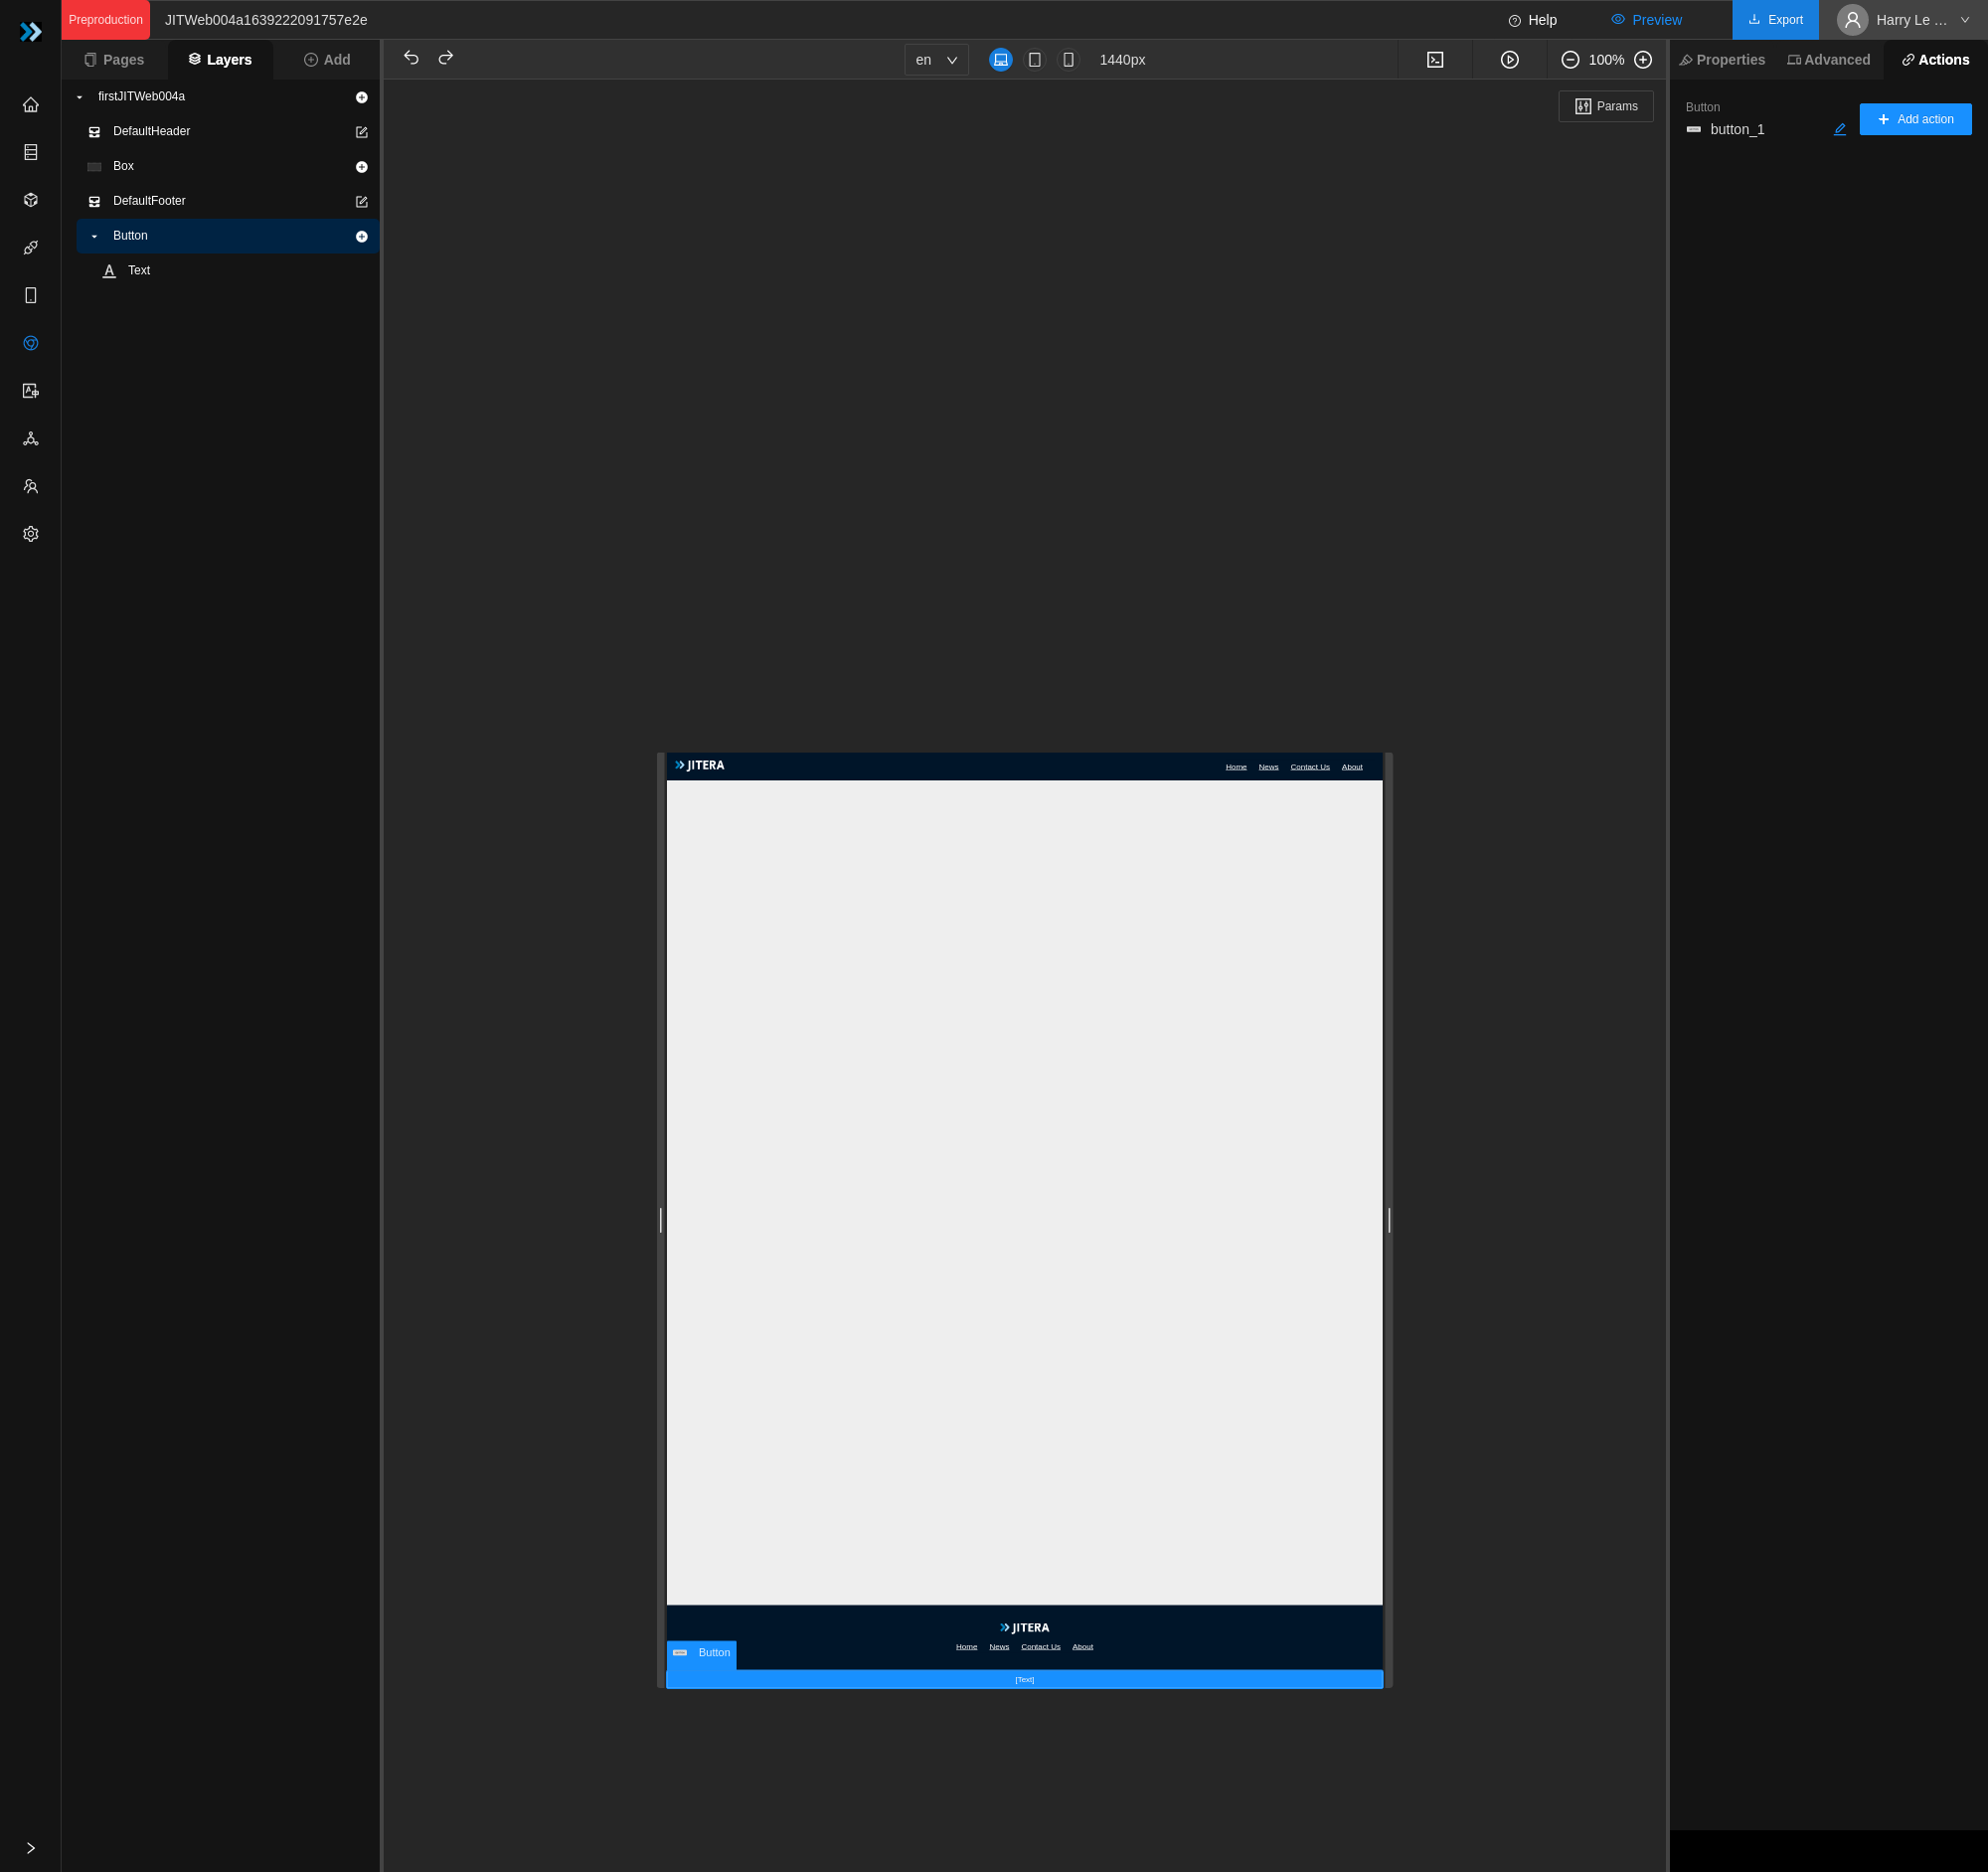 Preproduction JITWeb004a1639222091757e2e Help Preview Export Harry Le ...
Pages Layers Add en 1440px 100% Properties Advanced Actions
firstJITWeb004a
DefaultHeader
Box
DefaultFooter
Button
Text
Params
Button
button_1
Add action
JITERA Home News Contact Us About
JITERA
Home News Contact Us About
Button
[Text]